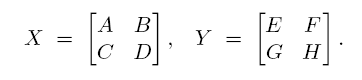 X = [A B; C D], Y = [E F; G H].